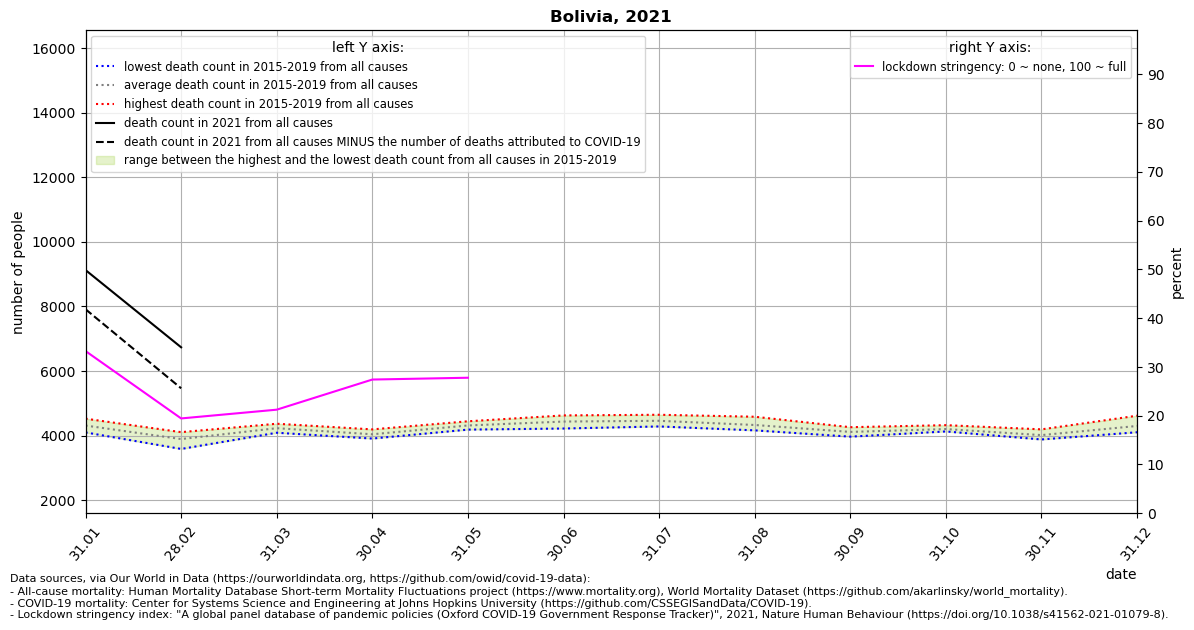 Bolivia, 2021
left Y axis:
lowest death count in 2015-2019 from all causes
average death count in 2015-2019 from all causes
highest death count in 2015-2019 from all causes
death count in 2021 from all causes
death count in 2021 from all causes MINUS the number of deaths attributed to COVID-19
range between the highest and the lowest death count from all causes in 2015-2019
right Y axis:
lockdown stringency: 0 ~ none, 100 ~ full
number of people
16000
14000
12000
10000
8000
6000
4000
2000
percent
90
80
70
60
50
40
30
20
10
0
31.01
28.02
31.03
30.04
31.05
30.06
31.07
31.08
30.09
31.10
30.11
31.12
date
Data sources, via Our World in Data (https://ourworldindata.org, https://github.com/owid/covid-19-data):
- All-cause mortality: Human Mortality Database Short-term Mortality Fluctuations project (https://www.mortality.org), World Mortality Dataset (https://github.com/akarlinsky/world_mortality).
- COVID-19 mortality: Center for Systems Science and Engineering at Johns Hopkins University (https://github.com/CSSEGISandData/COVID-19).
- Lockdown stringency index: "A global panel database of pandemic policies (Oxford COVID-19 Government Response Tracker)", 2021, Nature Human Behaviour (https://doi.org/10.1038/s41562-021-01079-8).